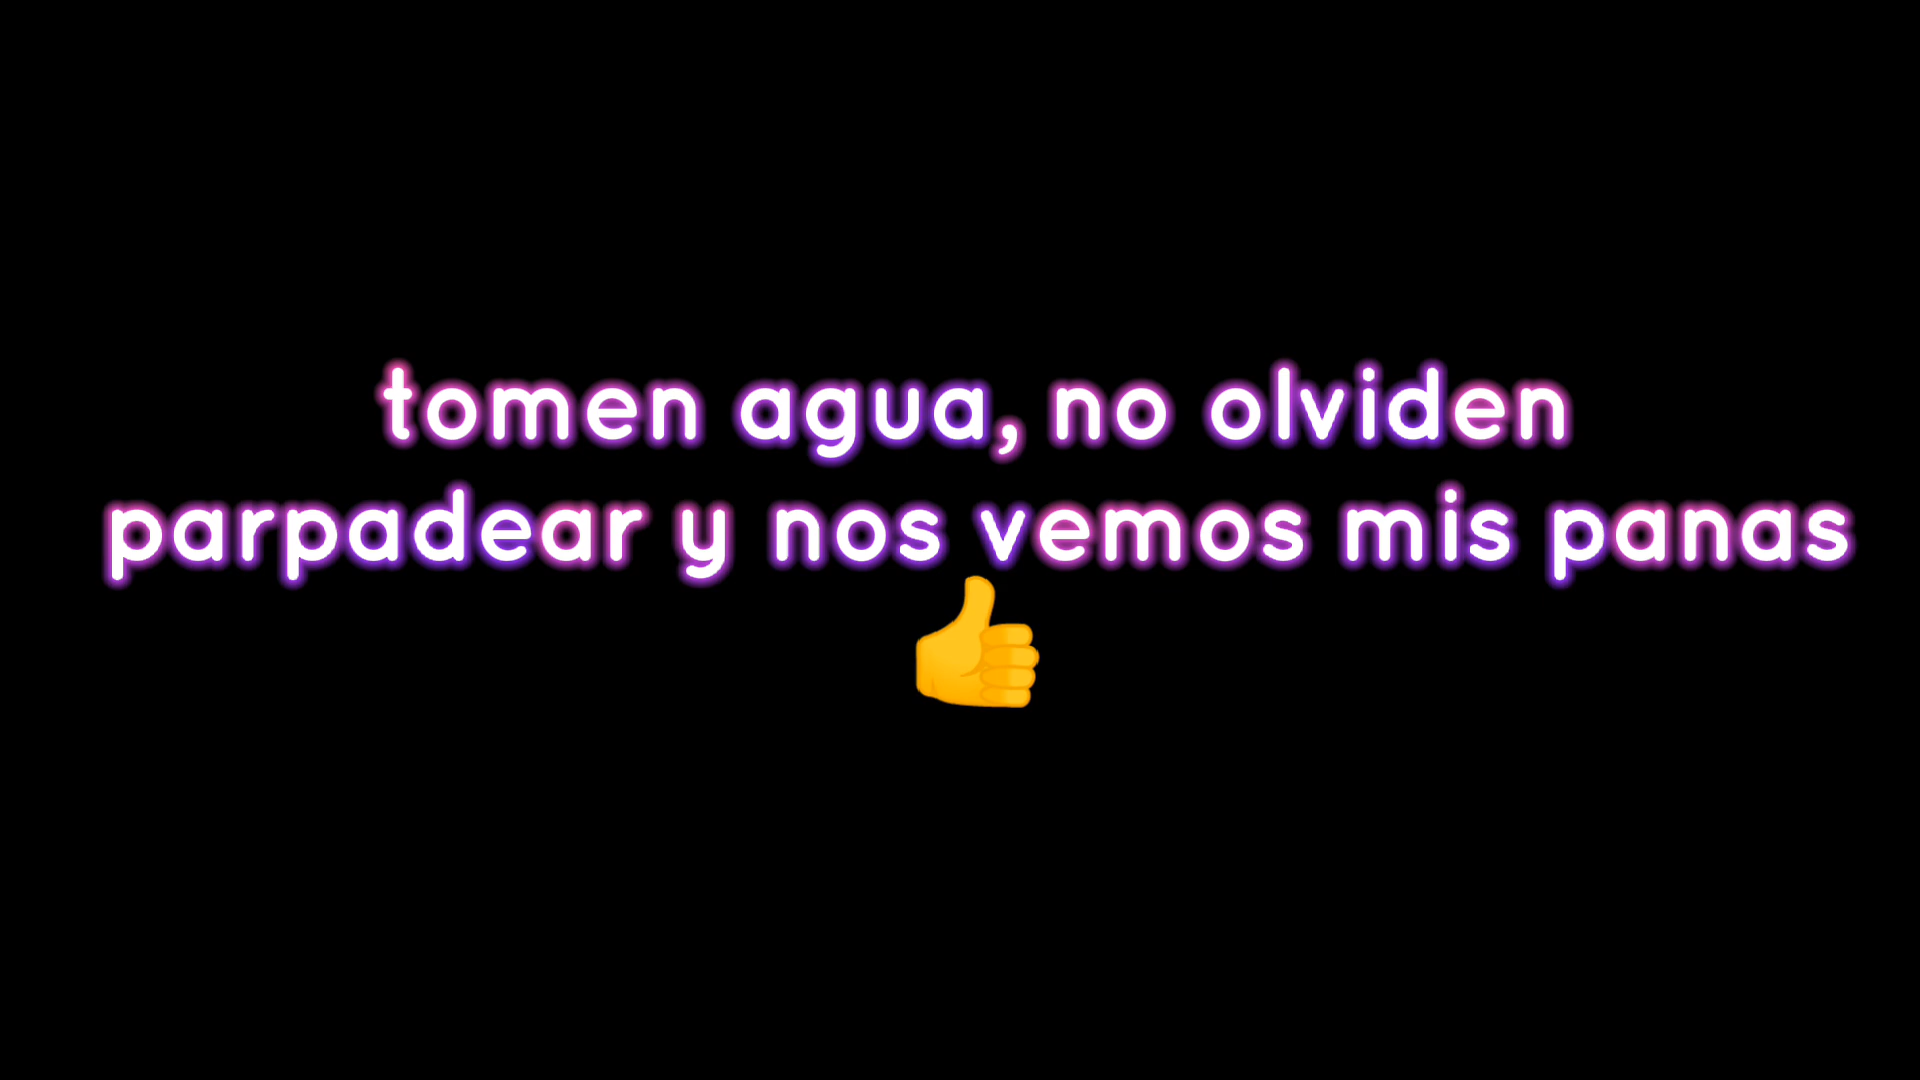 tomen agua, no olviden
parpadear y nos vemos mis panas
👍